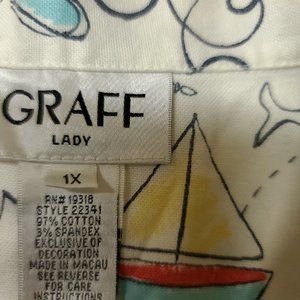 GRAFF
LADY
1X
RN# 19318
STYLE 22341
97% COTTON
3% SPANDEX
EXCLUSIVE OF
DECORATION
MADE IN MACAU
SEE REVERSE
FOR CARE
INSTRUCTIONS